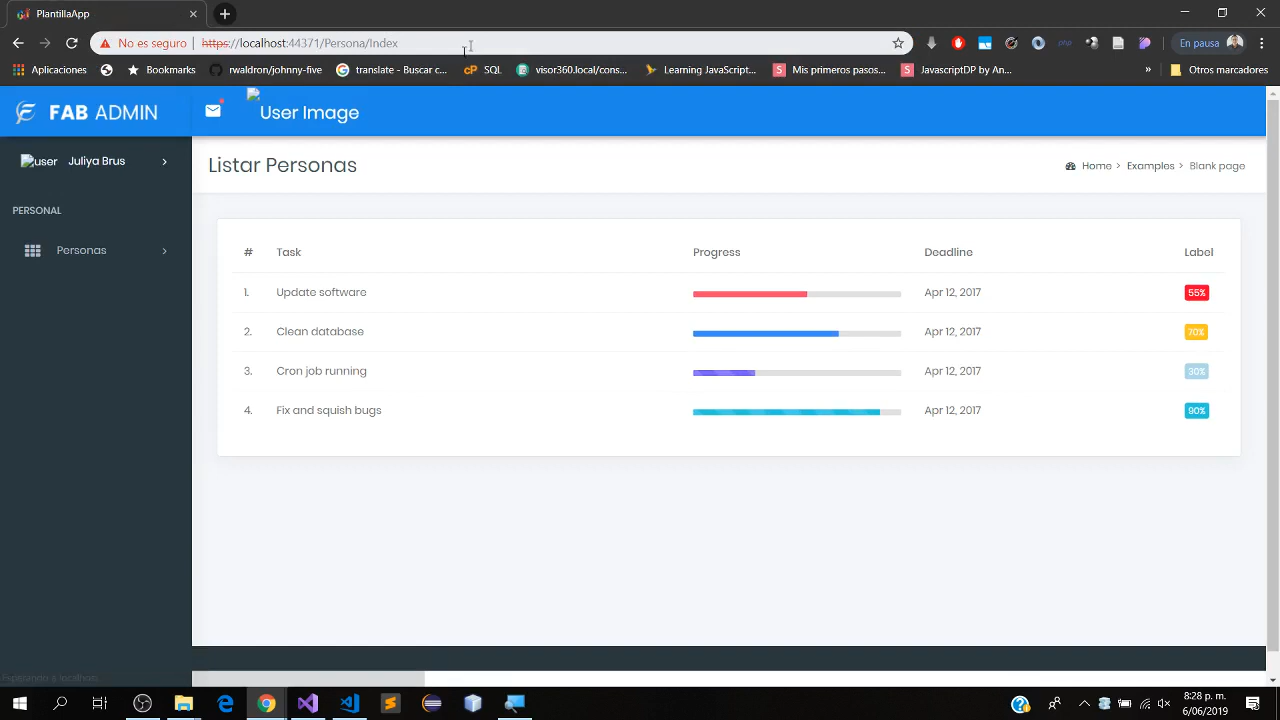 PlantillaApp
No es seguro https://localhost:44371/Persona/Index
En pausa
Aplicaciones
Bookmarks
rwaldron/johnny-five
translate - Buscar c...
SQL
visor360.local/cons...
Learning JavaScript...
Mis primeros pasos...
JavascriptDP by An...
»
Otros marcadores
FAB ADMIN
User Image
user Juliya Brus
Listar Personas
Home > Examples > Blank page
PERSONAL
Personas
# Task Progress Deadline Label
1. Update software Apr 12, 2017 55%
2. Clean database Apr 12, 2017 70%
3. Cron job running Apr 12, 2017 30%
4. Fix and squish bugs Apr 12, 2017 90%
8:28 p. m.
6/06/2019